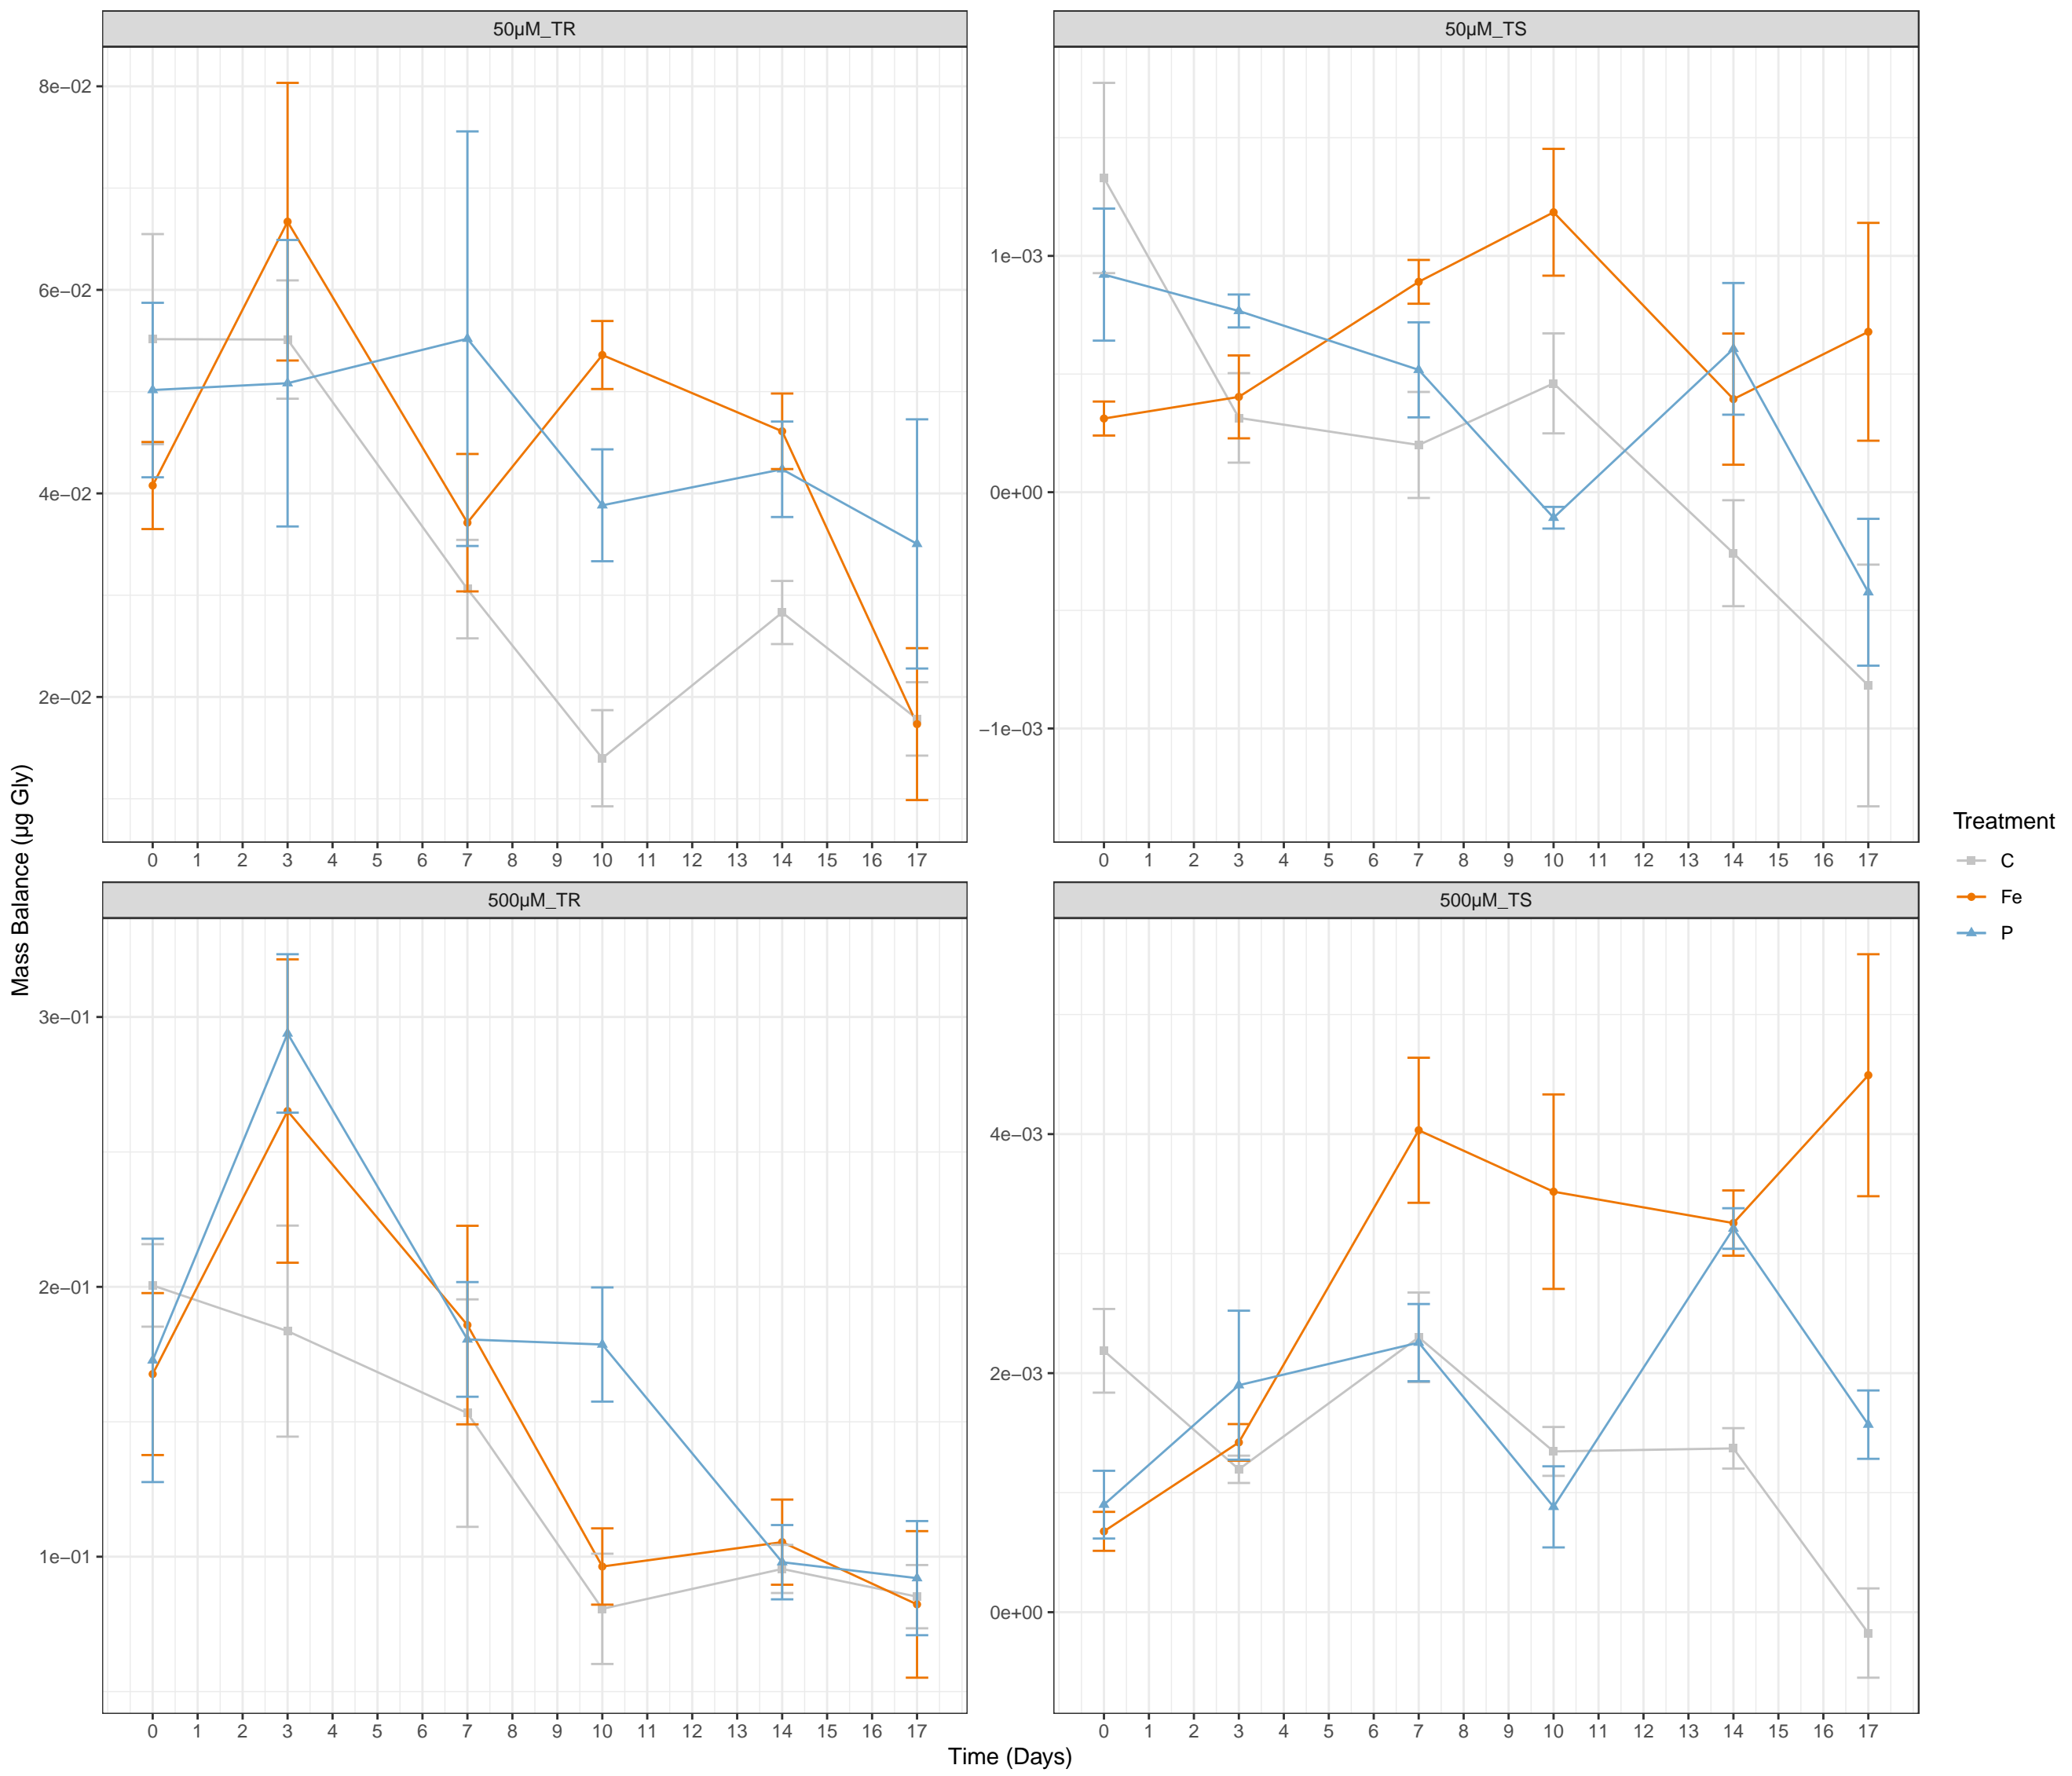 50µM_TR
50µM_TS
8e−02
6e−02
4e−02
2e−02
1e−03
0e+00
−1e−03
0 1 2 3 4 5 6 7 8 9 10 11 12 13 14 15 16 17
0 1 2 3 4 5 6 7 8 9 10 11 12 13 14 15 16 17
500µM_TR
500µM_TS
3e−01
2e−01
1e−01
4e−03
2e−03
0e+00
0 1 2 3 4 5 6 7 8 9 10 11 12 13 14 15 16 17
0 1 2 3 4 5 6 7 8 9 10 11 12 13 14 15 16 17
Mass Balance (µg Gly)
Time (Days)
Treatment
C
Fe
P